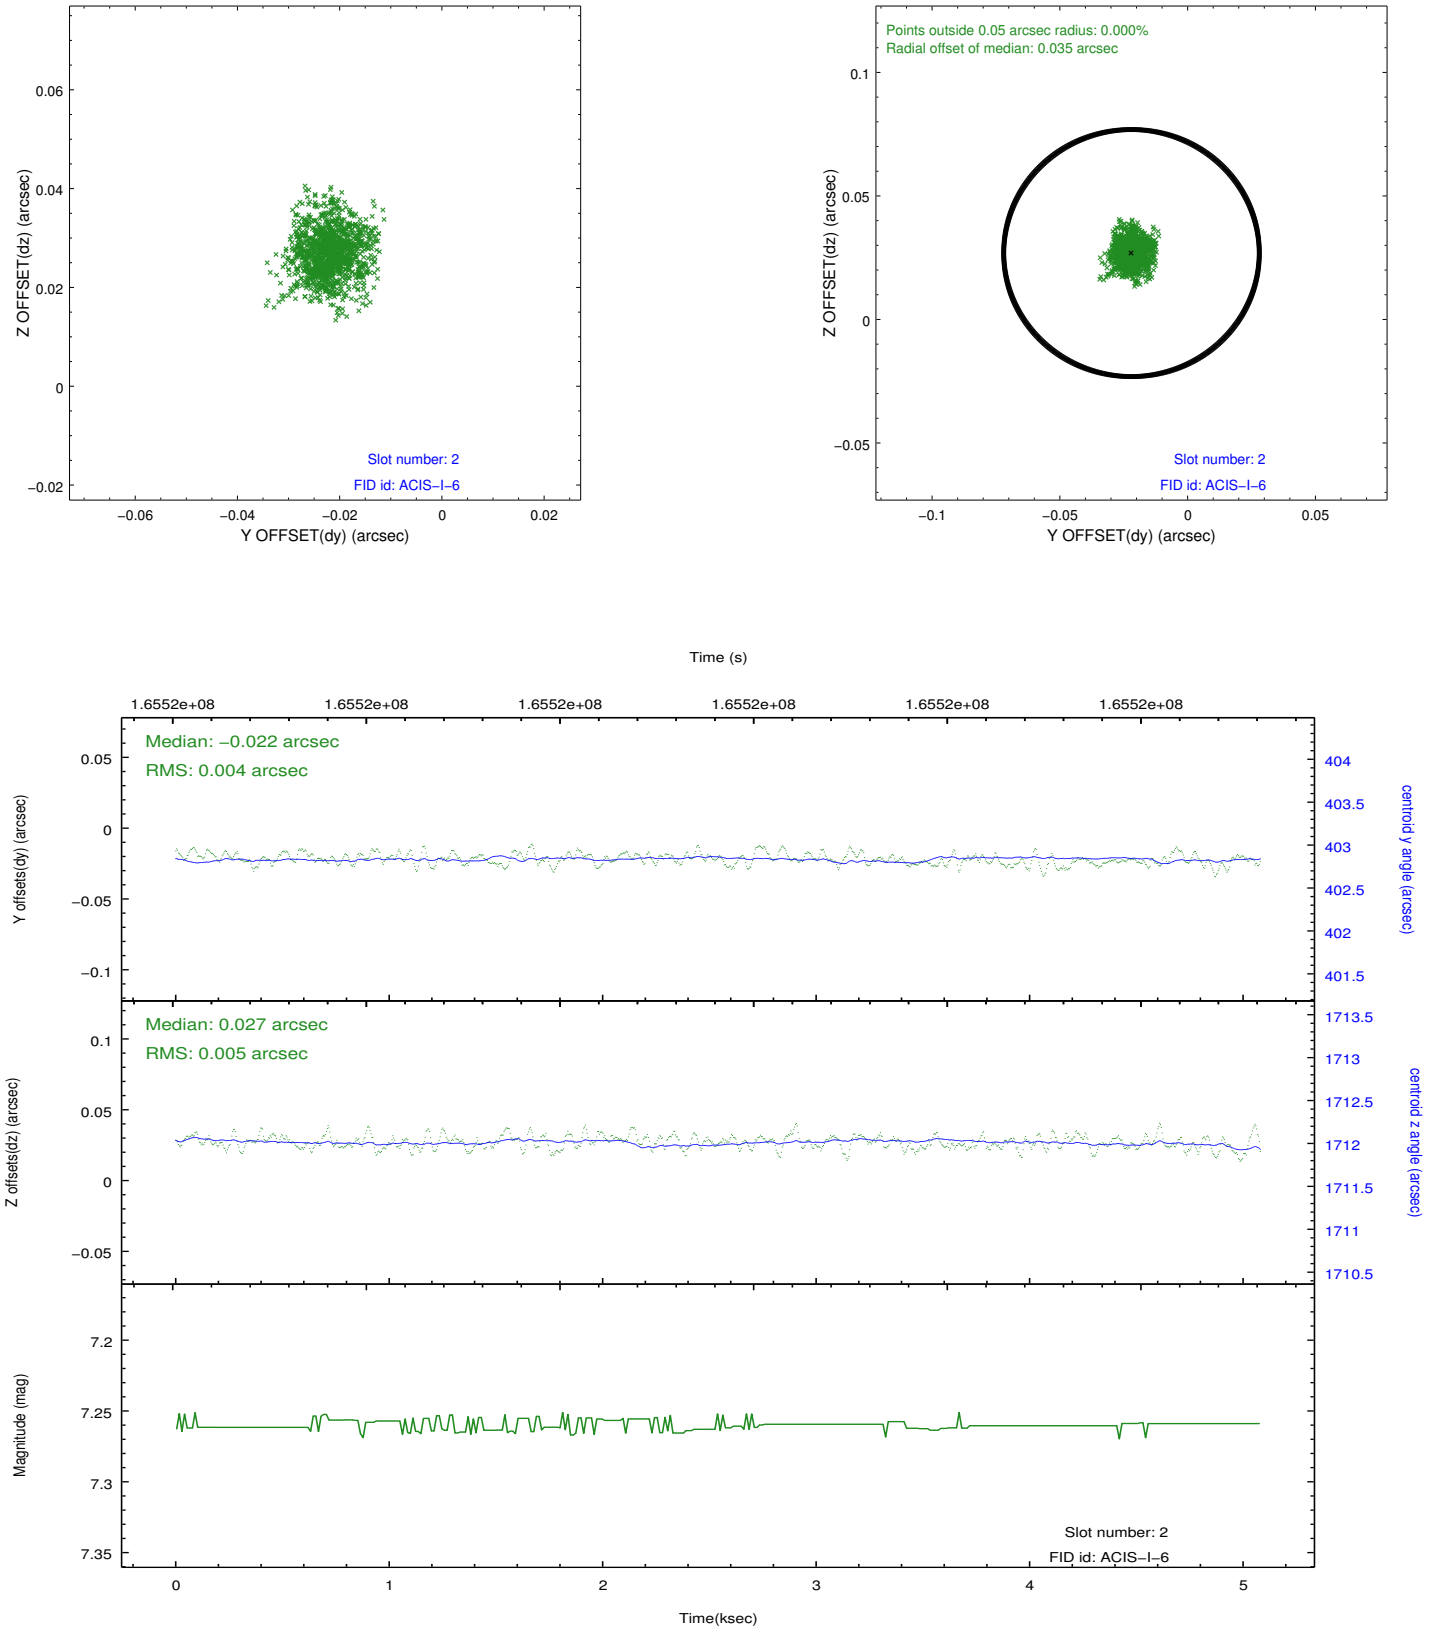 0.06
0.04
0.02
0
−0.02
Z OFFSET(dz) (arcsec)
Slot number: 2
FID id: ACIS−I−6
−0.06
−0.04
−0.02
0
0.02
Y OFFSET(dy) (arcsec)
Points outside 0.05 arcsec radius: 0.000%
Radial offset of median: 0.035 arcsec
0.1
0.05
0
−0.05
Z OFFSET(dz) (arcsec)
Slot number: 2
FID id: ACIS−I−6
−0.1
−0.05
0
0.05
Y OFFSET(dy) (arcsec)
Time (s)
1.6552e+08
1.6552e+08
1.6552e+08
1.6552e+08
1.6552e+08
1.6552e+08
Median: −0.022 arcsec
RMS: 0.004 arcsec
0.05
0
−0.05
−0.1
Y offsets(dy) (arcsec)
404
403.5
403
402.5
402
401.5
centroid y angle (arcsec)
Median: 0.027 arcsec
RMS: 0.005 arcsec
0.1
0.05
0
−0.05
Z offsets(dz) (arcsec)
1713.5
1713
1712.5
1712
1711.5
1711
1710.5
centroid z angle (arcsec)
7.2
7.25
7.3
7.35
Magnitude (mag)
Slot number: 2
FID id: ACIS−I−6
0
1
2
3
4
5
Time(ksec)